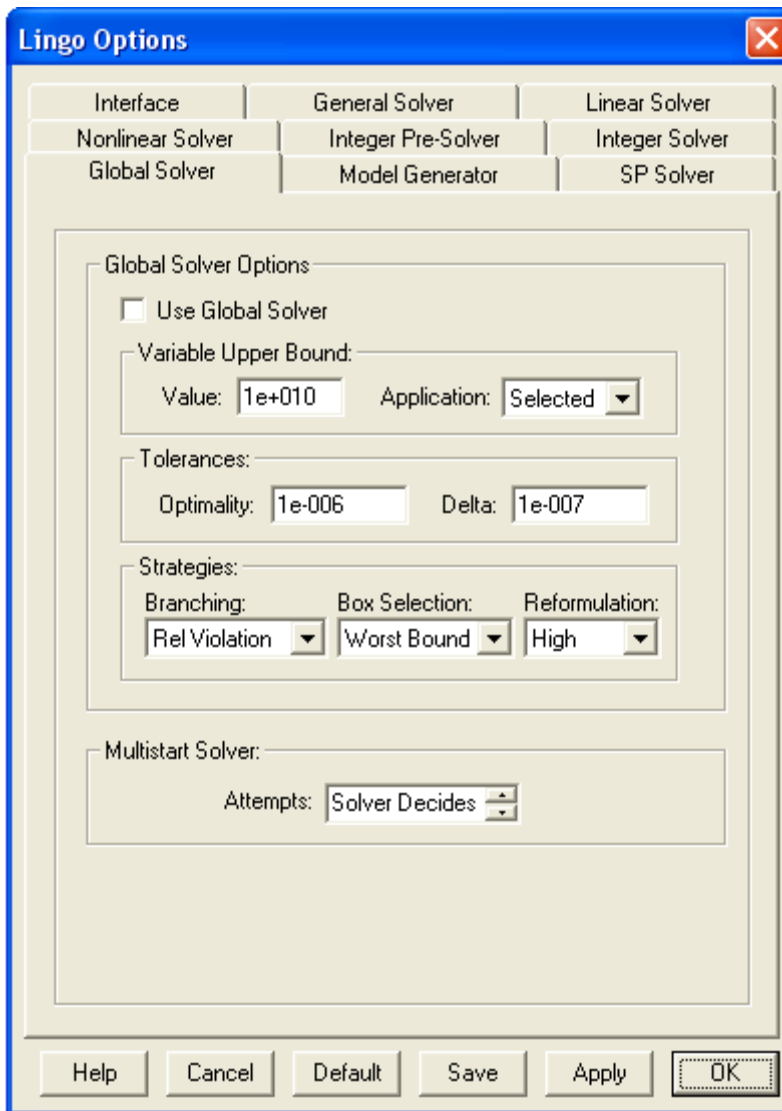 Lingo Options
Interface General Solver Linear Solver
Nonlinear Solver Integer Pre-Solver Integer Solver
Global Solver Model Generator SP Solver
Global Solver Options
Use Global Solver
Variable Upper Bound:
Value: 1e+010 Application: Selected
Tolerances:
Optimality: 1e-006 Delta: 1e-007
Strategies:
Branching: Box Selection: Reformulation:
Rel Violation Worst Bound High
Multistart Solver:
Attempts: Solver Decides
Help Cancel Default Save Apply OK